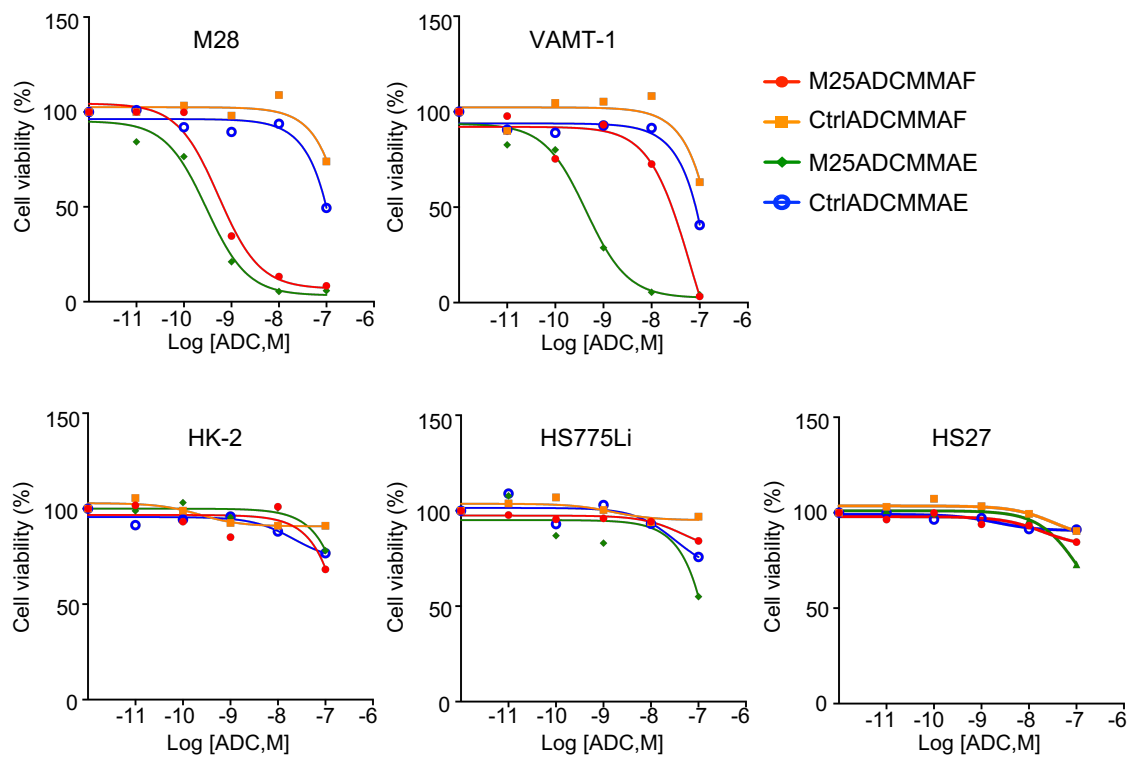 M28
150
100
50
0
Cell viability (%)
-11 -10 -9 -8 -7 -6
Log [ADC,M]
VAMT-1
150
100
50
0
Cell viability (%)
-11 -10 -9 -8 -7 -6
Log [ADC,M]
M25ADCMMAF
CtrlADCMMAF
M25ADCMMAE
CtrlADCMMAE
HK-2
150
100
50
0
Cell viability (%)
-11 -10 -9 -8 -7 -6
Log [ADC,M]
HS775Li
150
100
50
0
Cell viability (%)
-11 -10 -9 -8 -7 -6
Log [ADC,M]
HS27
150
100
50
0
Cell viability (%)
-11 -10 -9 -8 -7 -6
Log [ADC,M]